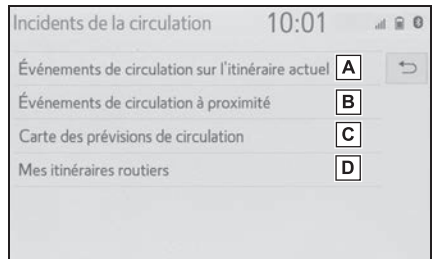 Incidents de la circulation 10:01
Événements de circulation sur l'itinéraire actuel A
Événements de circulation à proximité B
Carte des prévisions de circulation C
Mes itinéraires routiers D